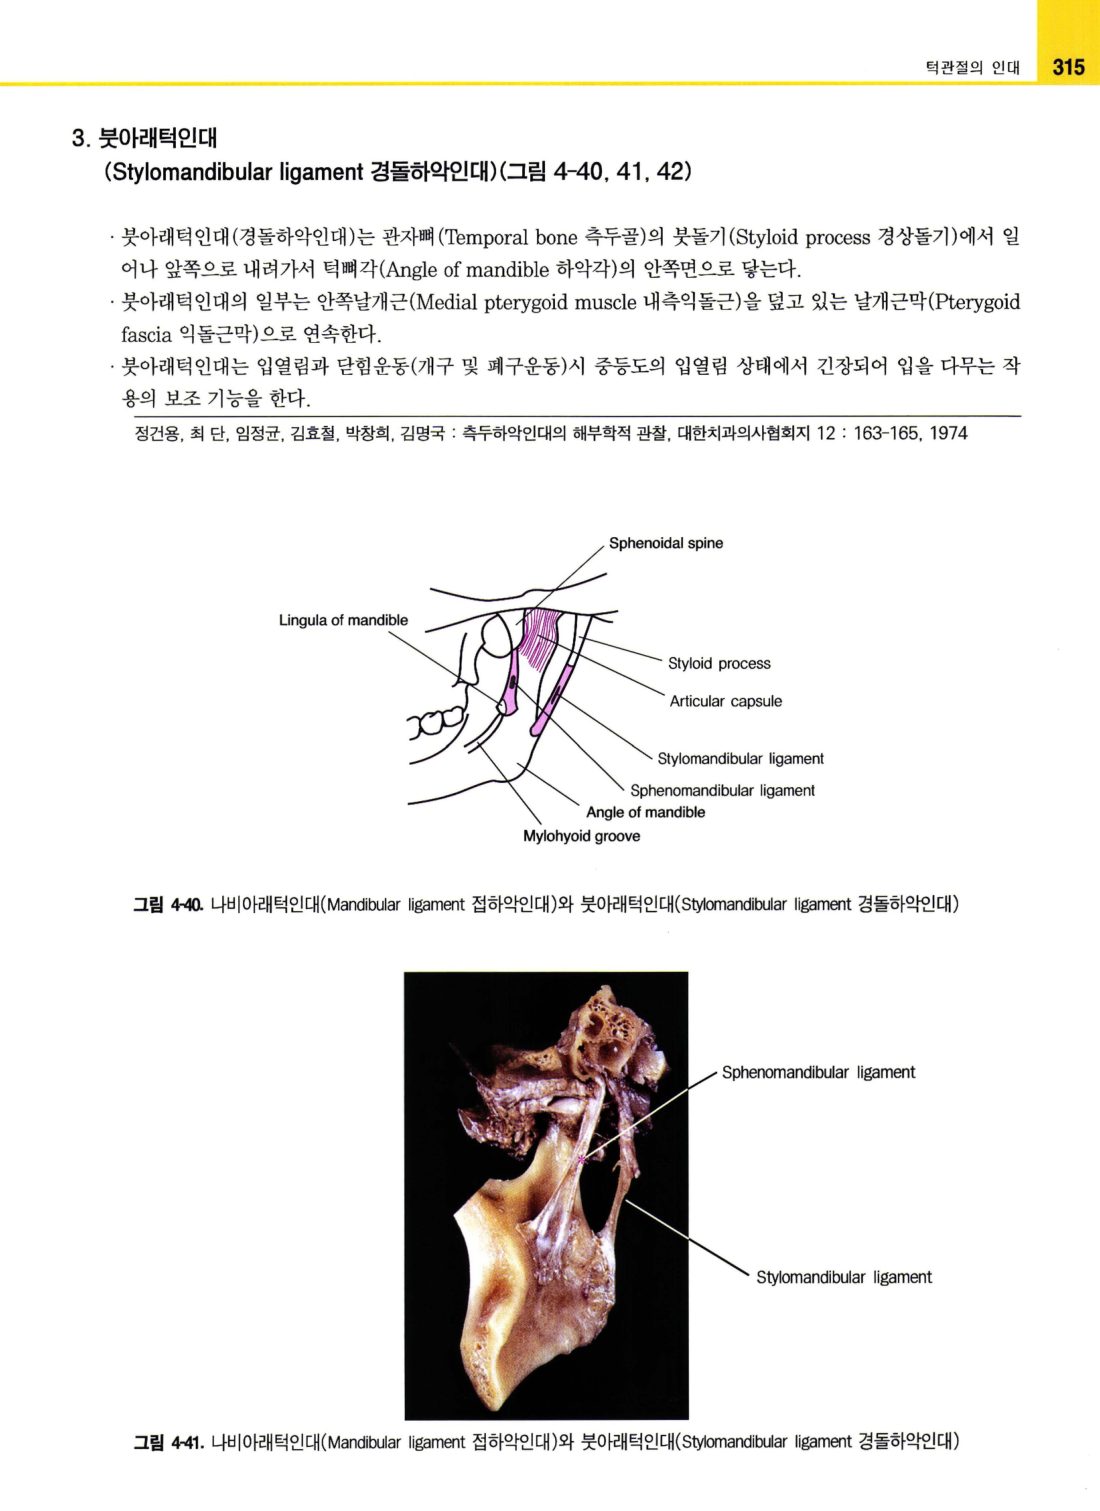 턱관절의 인대 315
3. 붓아래턱인대
(Stylomandibular ligament 경돌하악인대)(그림 4-40, 41, 42)
· 붓아래턱인대(경돌하악인대)는 관자뼈(Temporal bone 측두골)의 붓돌기(Styloid process 경상돌기)에서 일
어나 앞쪽으로 내려가서 턱뼈각(Angle of mandible 하악각)의 안쪽면으로 닿는다.
· 붓아래턱인대의 일부는 안쪽날개근(Medial pterygoid muscle 내측익돌근)을 덮고 있는 날개근막(Pterygoid
fascia 익돌근막)으로 연속한다.
· 붓아래턱인대는 입열림과 닫힘운동(개구 및 폐구운동)시 중등도의 입열림 상태에서 긴장되어 입을 다무는 작
용의 보조 기능을 한다.
정건용, 최 단, 임정균, 김효철, 박창희, 김명국 : 측두하악인대의 해부학적 관찰, 대한치과의사협회지 12 : 163-165, 1974
Sphenoidal spine
Lingula of mandible
Styloid process
Articular capsule
Stylomandibular ligament
Sphenomandibular ligament
Angle of mandible
Mylohyoid groove
그림 4-40. 나비아래턱인대(Mandibular ligament 접하악인대)와 붓아래턱인대(Stylomandibular ligament 경돌하악인대)
Sphenomandibular ligament
Stylomandibular ligament
그림 4-41. 나비아래턱인대(Mandibular ligament 접하악인대)와 붓아래턱인대(Stylomandibular ligament 경돌하악인대)